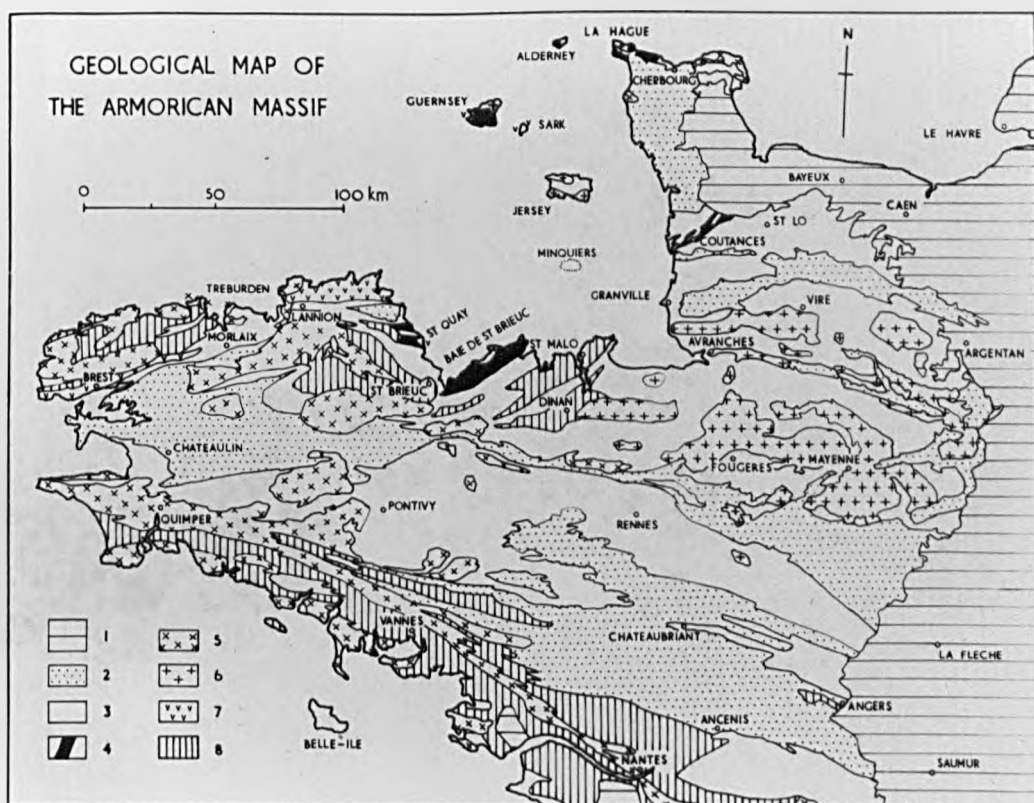 GEOLOGICAL MAP OF
THE ARMORICAN MASSIF
0 50 100 km
N
LA HAGUE
ALDERNEY
CHERBOURG
GUERNSEY
SARK
LE HAVRE
JERSEY
BAYEUX
CAEN
ST LO
COUTANCES
MINQUIERS
GRANVILLE
VIRE
TREBURDEN
LANNION
MORLAIX
ST QUAY
BAIE DE ST BRIEUC
ST MALO
AVRANCHES
ARGENTAN
BREST
ST BRIEUC
DINAN
CHATEAULIN
FOUGERES
MAYENNE
QUIMPER
PONTIVY
RENNES
VANNES
CHATEAUBRIANT
LA FLECHE
BELLE-ILE
ANCENIS
ANGERS
NANTES
SAUMUR
1 5
2 6
3 7
4 8